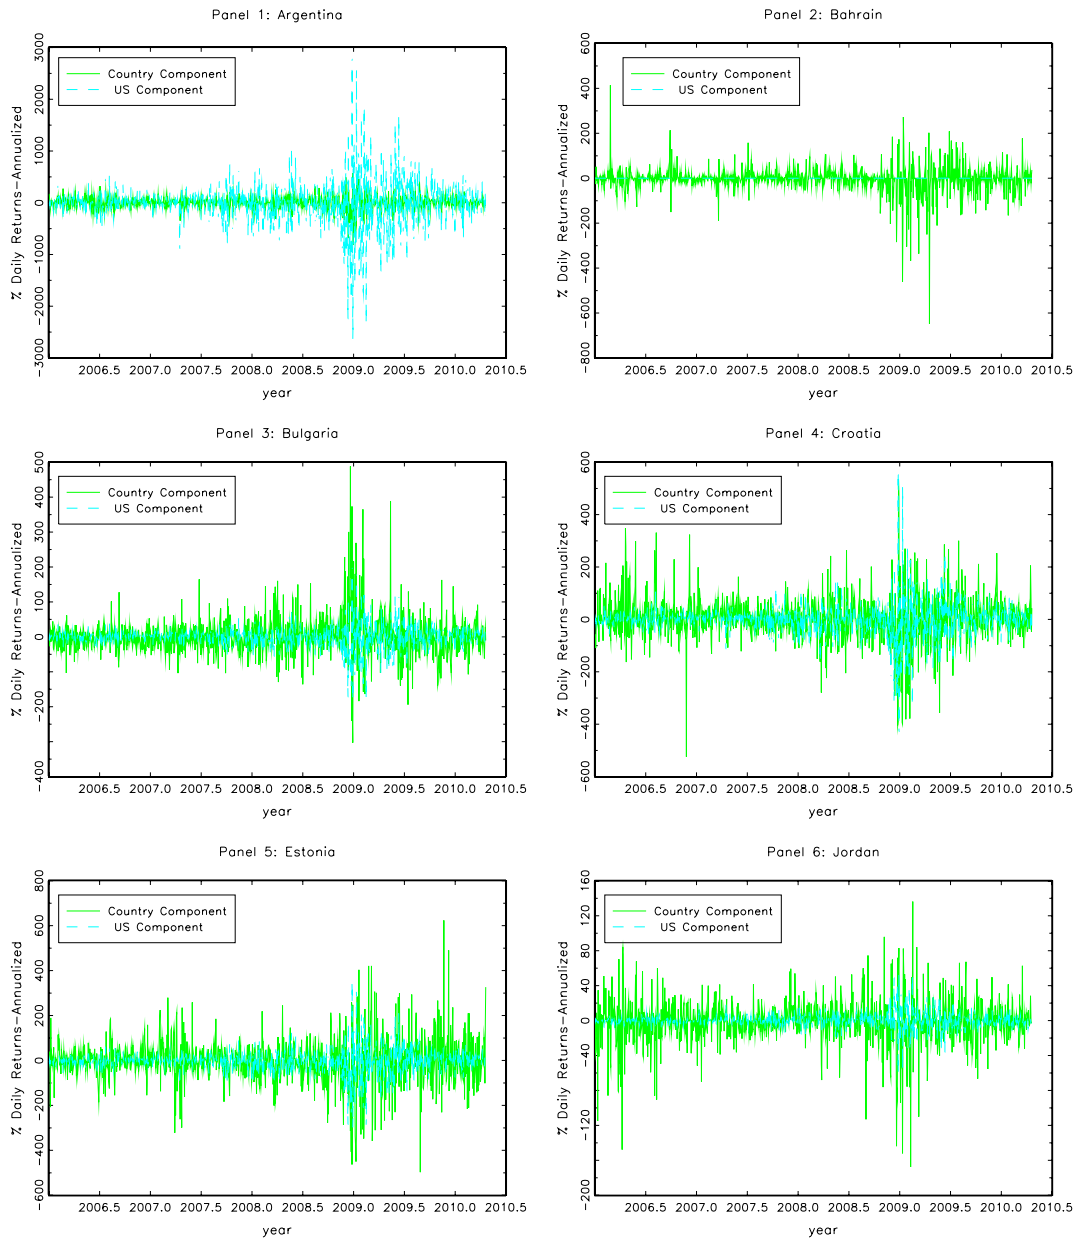 Panel 1: Argentina
% Daily Returns-Annualized
3000
2000
1000
0
-1000
-2000
-3000
Country Component
US Component
2006.5 2007.0 2007.5 2008.0 2008.5 2009.0 2009.5 2010.0 2010.5
year
Panel 2: Bahrain
% Daily Returns-Annualized
600
400
200
0
-200
-400
-600
-800
Country Component
US Component
2006.5 2007.0 2007.5 2008.0 2008.5 2009.0 2009.5 2010.0 2010.5
year
Panel 3: Bulgaria
% Daily Returns-Annualized
500
400
300
200
100
0
-200
-400
Country Component
US Component
2006.5 2007.0 2007.5 2008.0 2008.5 2009.0 2009.5 2010.0 2010.5
year
Panel 4: Croatia
% Daily Returns-Annualized
600
400
200
0
-200
-400
-600
Country Component
US Component
2006.5 2007.0 2007.5 2008.0 2008.5 2009.0 2009.5 2010.0 2010.5
year
Panel 5: Estonia
% Daily Returns-Annualized
800
600
400
200
0
-200
-400
-600
Country Component
US Component
2006.5 2007.0 2007.5 2008.0 2008.5 2009.0 2009.5 2010.0 2010.5
year
Panel 6: Jordan
% Daily Returns-Annualized
160
120
80
40
0
-40
-120
-200
Country Component
US Component
2006.5 2007.0 2007.5 2008.0 2008.5 2009.0 2009.5 2010.0 2010.5
year